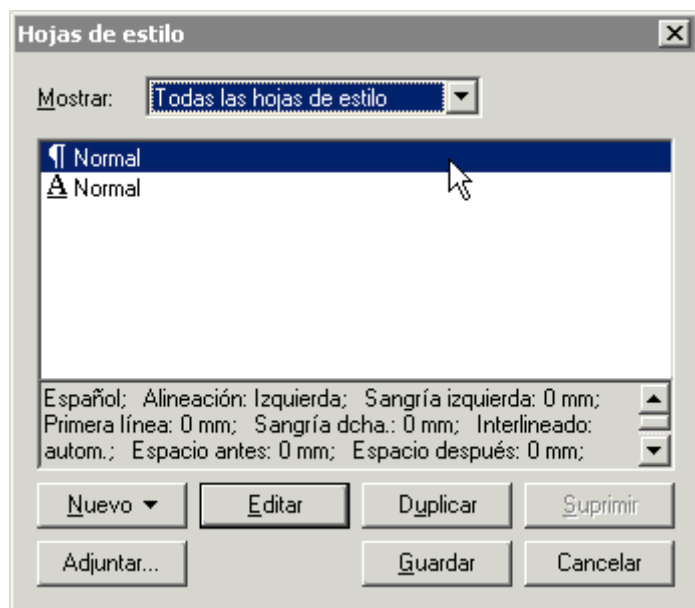 Hojas de estilo
Mostrar: Todas las hojas de estilo
¶ Normal
A Normal
Español; Alineación: Izquierda; Sangría izquierda: 0 mm;
Primera línea: 0 mm; Sangría dcha.: 0 mm; Interlineado:
autom.; Espacio antes: 0 mm; Espacio después: 0 mm;
Nuevo Editar Duplicar Suprimir
Adjuntar... Guardar Cancelar